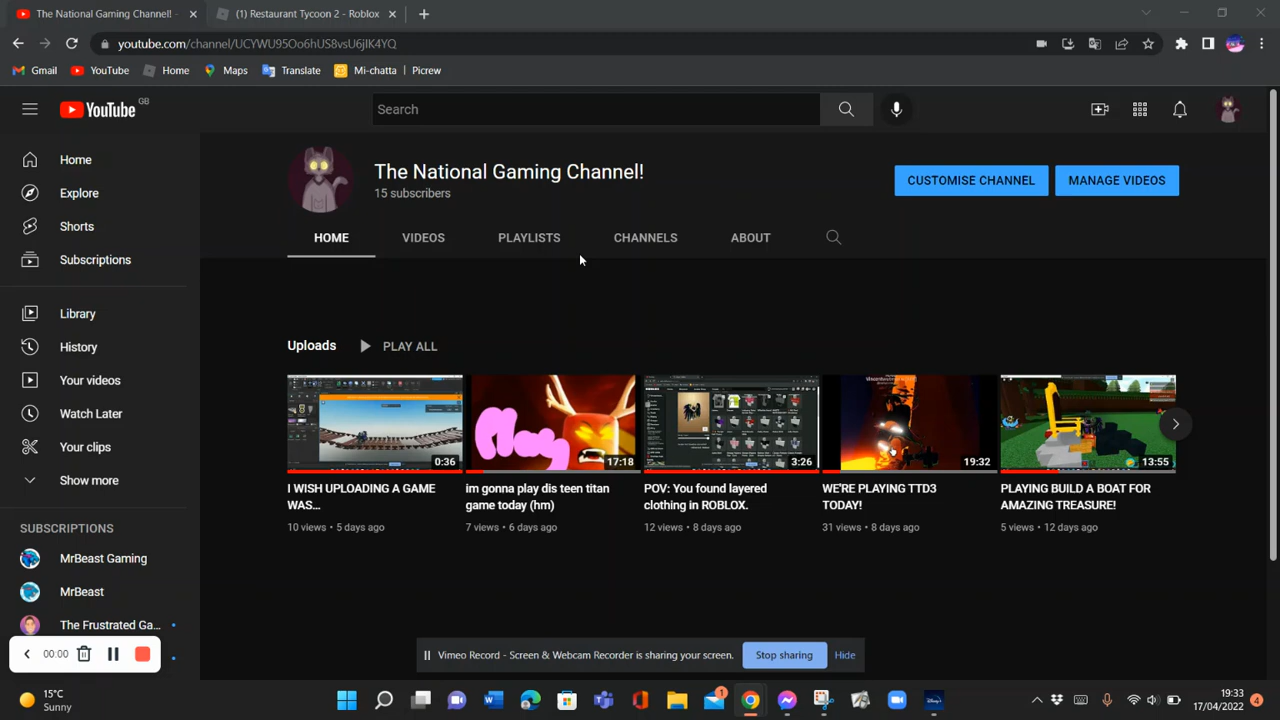 The National Gaming Channel! -
(1) Restaurant Tycoon 2 - Roblox
youtube.com/channel/UCYWU95Oo6hUS8vsU6jIK4YQ
Gmail YouTube Home Maps Translate Mi-chatta Picrew
YouTube GB
Search
Home
Explore
Shorts
Subscriptions
Library
History
Your videos
Watch Later
Your clips
Show more
SUBSCRIPTIONS
MrBeast Gaming
MrBeast
The Frustrated Ga...
The National Gaming Channel!
15 subscribers
CUSTOMISE CHANNEL
MANAGE VIDEOS
HOME VIDEOS PLAYLISTS CHANNELS ABOUT
Uploads PLAY ALL
0:36
I WISH UPLOADING A GAME
WAS...
10 views • 5 days ago
Play
17:18
im gonna play dis teen titan
game today (hm)
7 views • 6 days ago
3:26
POV: You found layered
clothing in ROBLOX.
12 views • 8 days ago
19:32
WE'RE PLAYING TTD3
TODAY!
31 views • 8 days ago
13:55
PLAYING BUILD A BOAT FOR
AMAZING TREASURE!
5 views • 12 days ago
00:00
Vimeo Record - Screen & Webcam Recorder is sharing your screen.
Stop sharing
Hide
15°C
Sunny
1
Disney+
19:33
17/04/2022
4